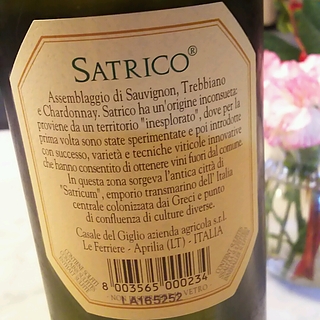 SATRICO®
Assemblaggio di Sauvignon, Trebbiano
e Chardonnay. Satrico ha un'origine inconsueta:
proviene da un territorio "inesplorato", dove per la
prima volta sono state sperimentate e poi introdotte
con successo, varietà e tecniche viticole innovative
che hanno consentito di ottenere vini fuori dal comune.
In questa zona sorgeva l'antica città di
"Satricum", emporio transmarino dell' Italia
centrale colonizzata dai Greci e punto
di confluenza di culture diverse.
Casale del Giglio azienda agricola s.r.l.
Le Ferriere - Aprilia (LT) - ITALIA
8 003565 000234
VETRO
LA165252